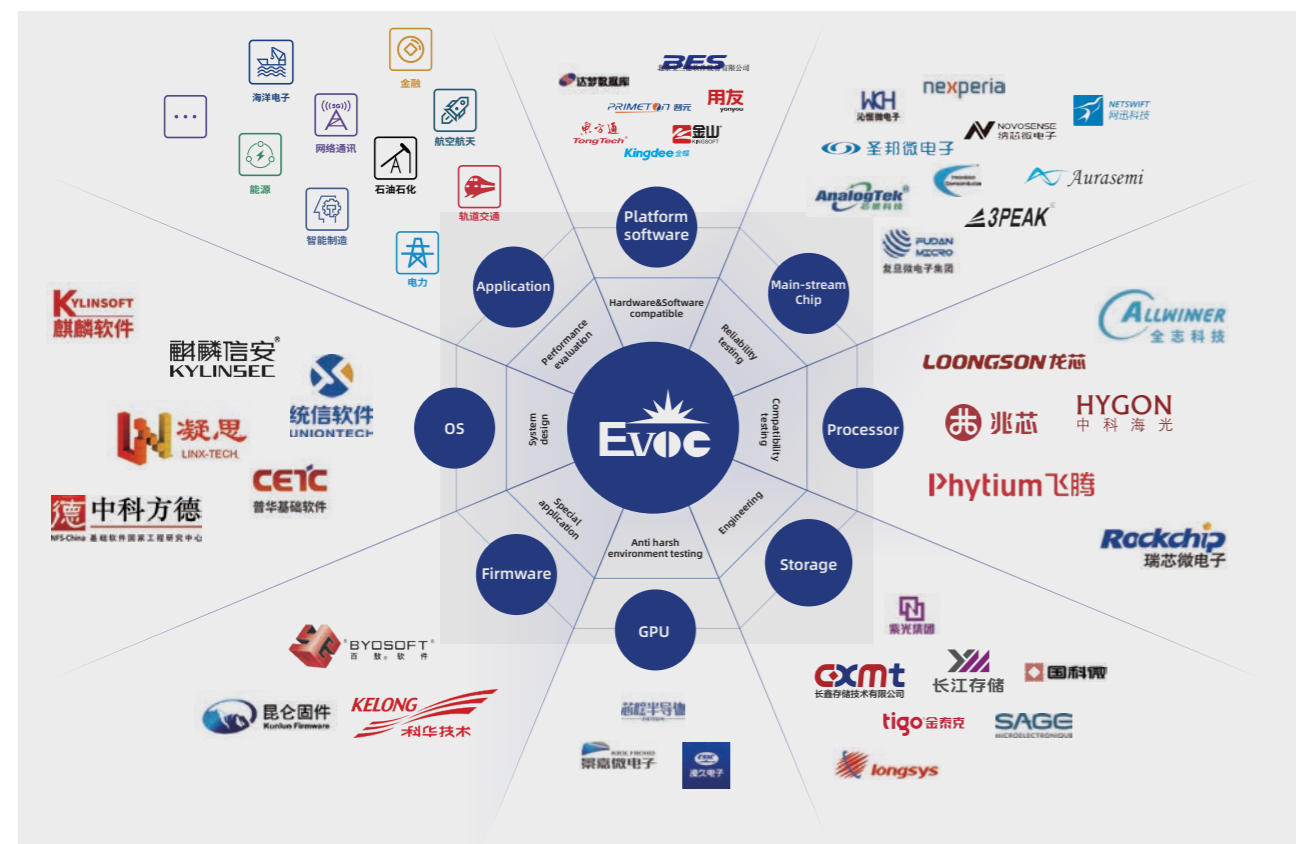 海洋电子
金融
网络通讯
航空航天
能源
石油石化
智能制造
轨道交通
电力
BES
达梦数据库
PRIMETON 普元
用友
yonyou
东方通
TongTech®
金山
KINGSOFT
Kingdee 金蝶
nexperia
WCH
沁恒微电子
NETSWIFT
网迅科技
NOVOSENSE
纳芯微电子
圣邦微电子
Aurasemi
AnalogTek®
3PEAK
FUDAN
MICRO
复旦微电子集团
Platform
software
Application
Main-stream
Chip
Hardware&Software
compatible
Performance
evaluation
Reliability
testing
KYLINSOFT
麒麟软件
麒麟信安®
KYLINSEC
统信软件
UNIONTECH
凝思
LINX-TECH
CETC
普华基础软件
德 中科方德
NFS-China 基础软件国家工程研究中心
OS
System
design
EVOC
Compatibility
testing
Processor
ALLWINNER
全志科技
LOONGSON 龙芯
兆芯
HYGON
中科海光
Phytium 飞腾
Rockchip
瑞芯微电子
Special
application
Anti harsh
environment testing
Engineering
Firmware
GPU
Storage
BYOSOFT®
百敖®软件
昆仑固件
Kunlun Firmware
KELONG
科华技术
景嘉微电子
CSIC
凌久电子
紫光集团
CXMT
长鑫存储技术有限公司
长江存储
国科微
tigo 金泰克
SAGE
MICROELECTRONIQUE
longsys